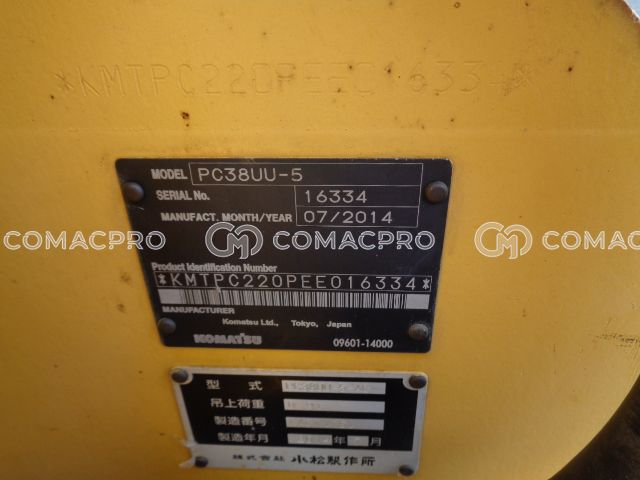 *KMTPC220PEE016334*
MODEL PC38UU-5
SERIAL No. 16334
MANUFACT. MONTH/YEAR 07/2014
COMACPRO COMACPRO COMACPRO
Product Identification Number
*KMTPC220PEE016334*
MANUFACTURER
Komatsu Ltd., Tokyo, Japan
KOMATSU 09601-14000
型式
吊上荷重
製造番号
製造年月 年 月
株式会社 小松製作所